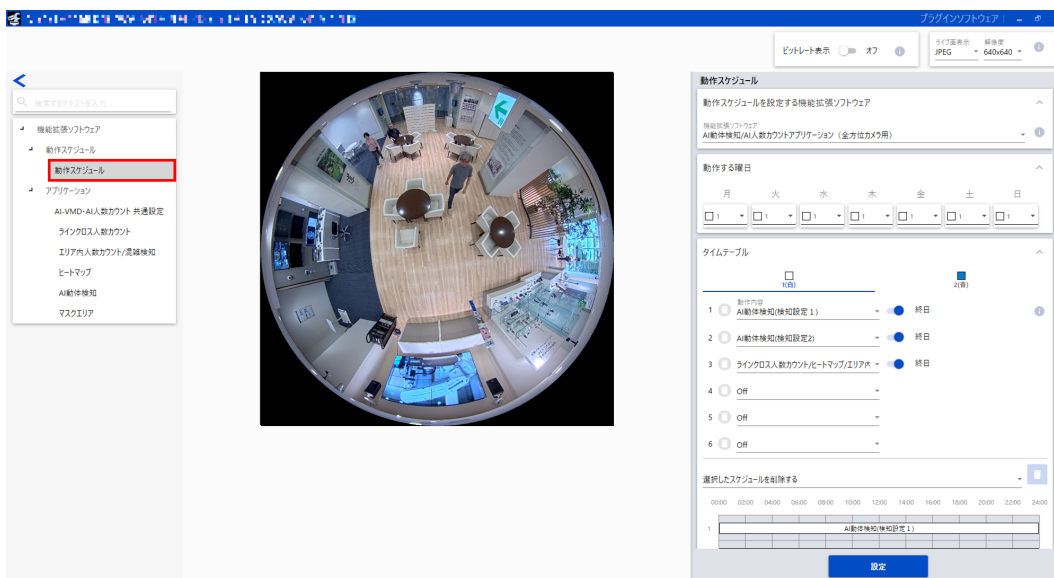 プラグインソフトウェア
ビットレート表示 オフ
ライブ画表示 解像度
JPEG 640x640
検索するテキストを入力
機能拡張ソフトウェア
動作スケジュール
動作スケジュール
アプリケーション
AI-VMD-AI人数カウント 共通設定
ラインクロス人数カウント
エリア内人数カウント/混雑検知
ヒートマップ
AI動体検知
マスクエリア
動作スケジュール
動作スケジュールを設定する機能拡張ソフトウェア
機能拡張ソフトウェア
AI動体検知/AI人数カウントアプリケーション（全方位カメラ用）
動作する曜日
月 火 水 木 金 土 日
1 1 1 1 1 1 1
タイムテーブル
1(白) 2(青)
動作内容
1 AI動体検知(検知設定１) 終日
2 AI動体検知(検知設定2) 終日
3 ラインクロス人数カウント/ヒートマップ/エリア内 終日
4 Off
5 Off
6 Off
選択したスケジュールを削除する
00:00 02:00 04:00 06:00 08:00 10:00 12:00 14:00 16:00 18:00 20:00 22:00 24:00
1 AI動体検知(検知設定１)
設定